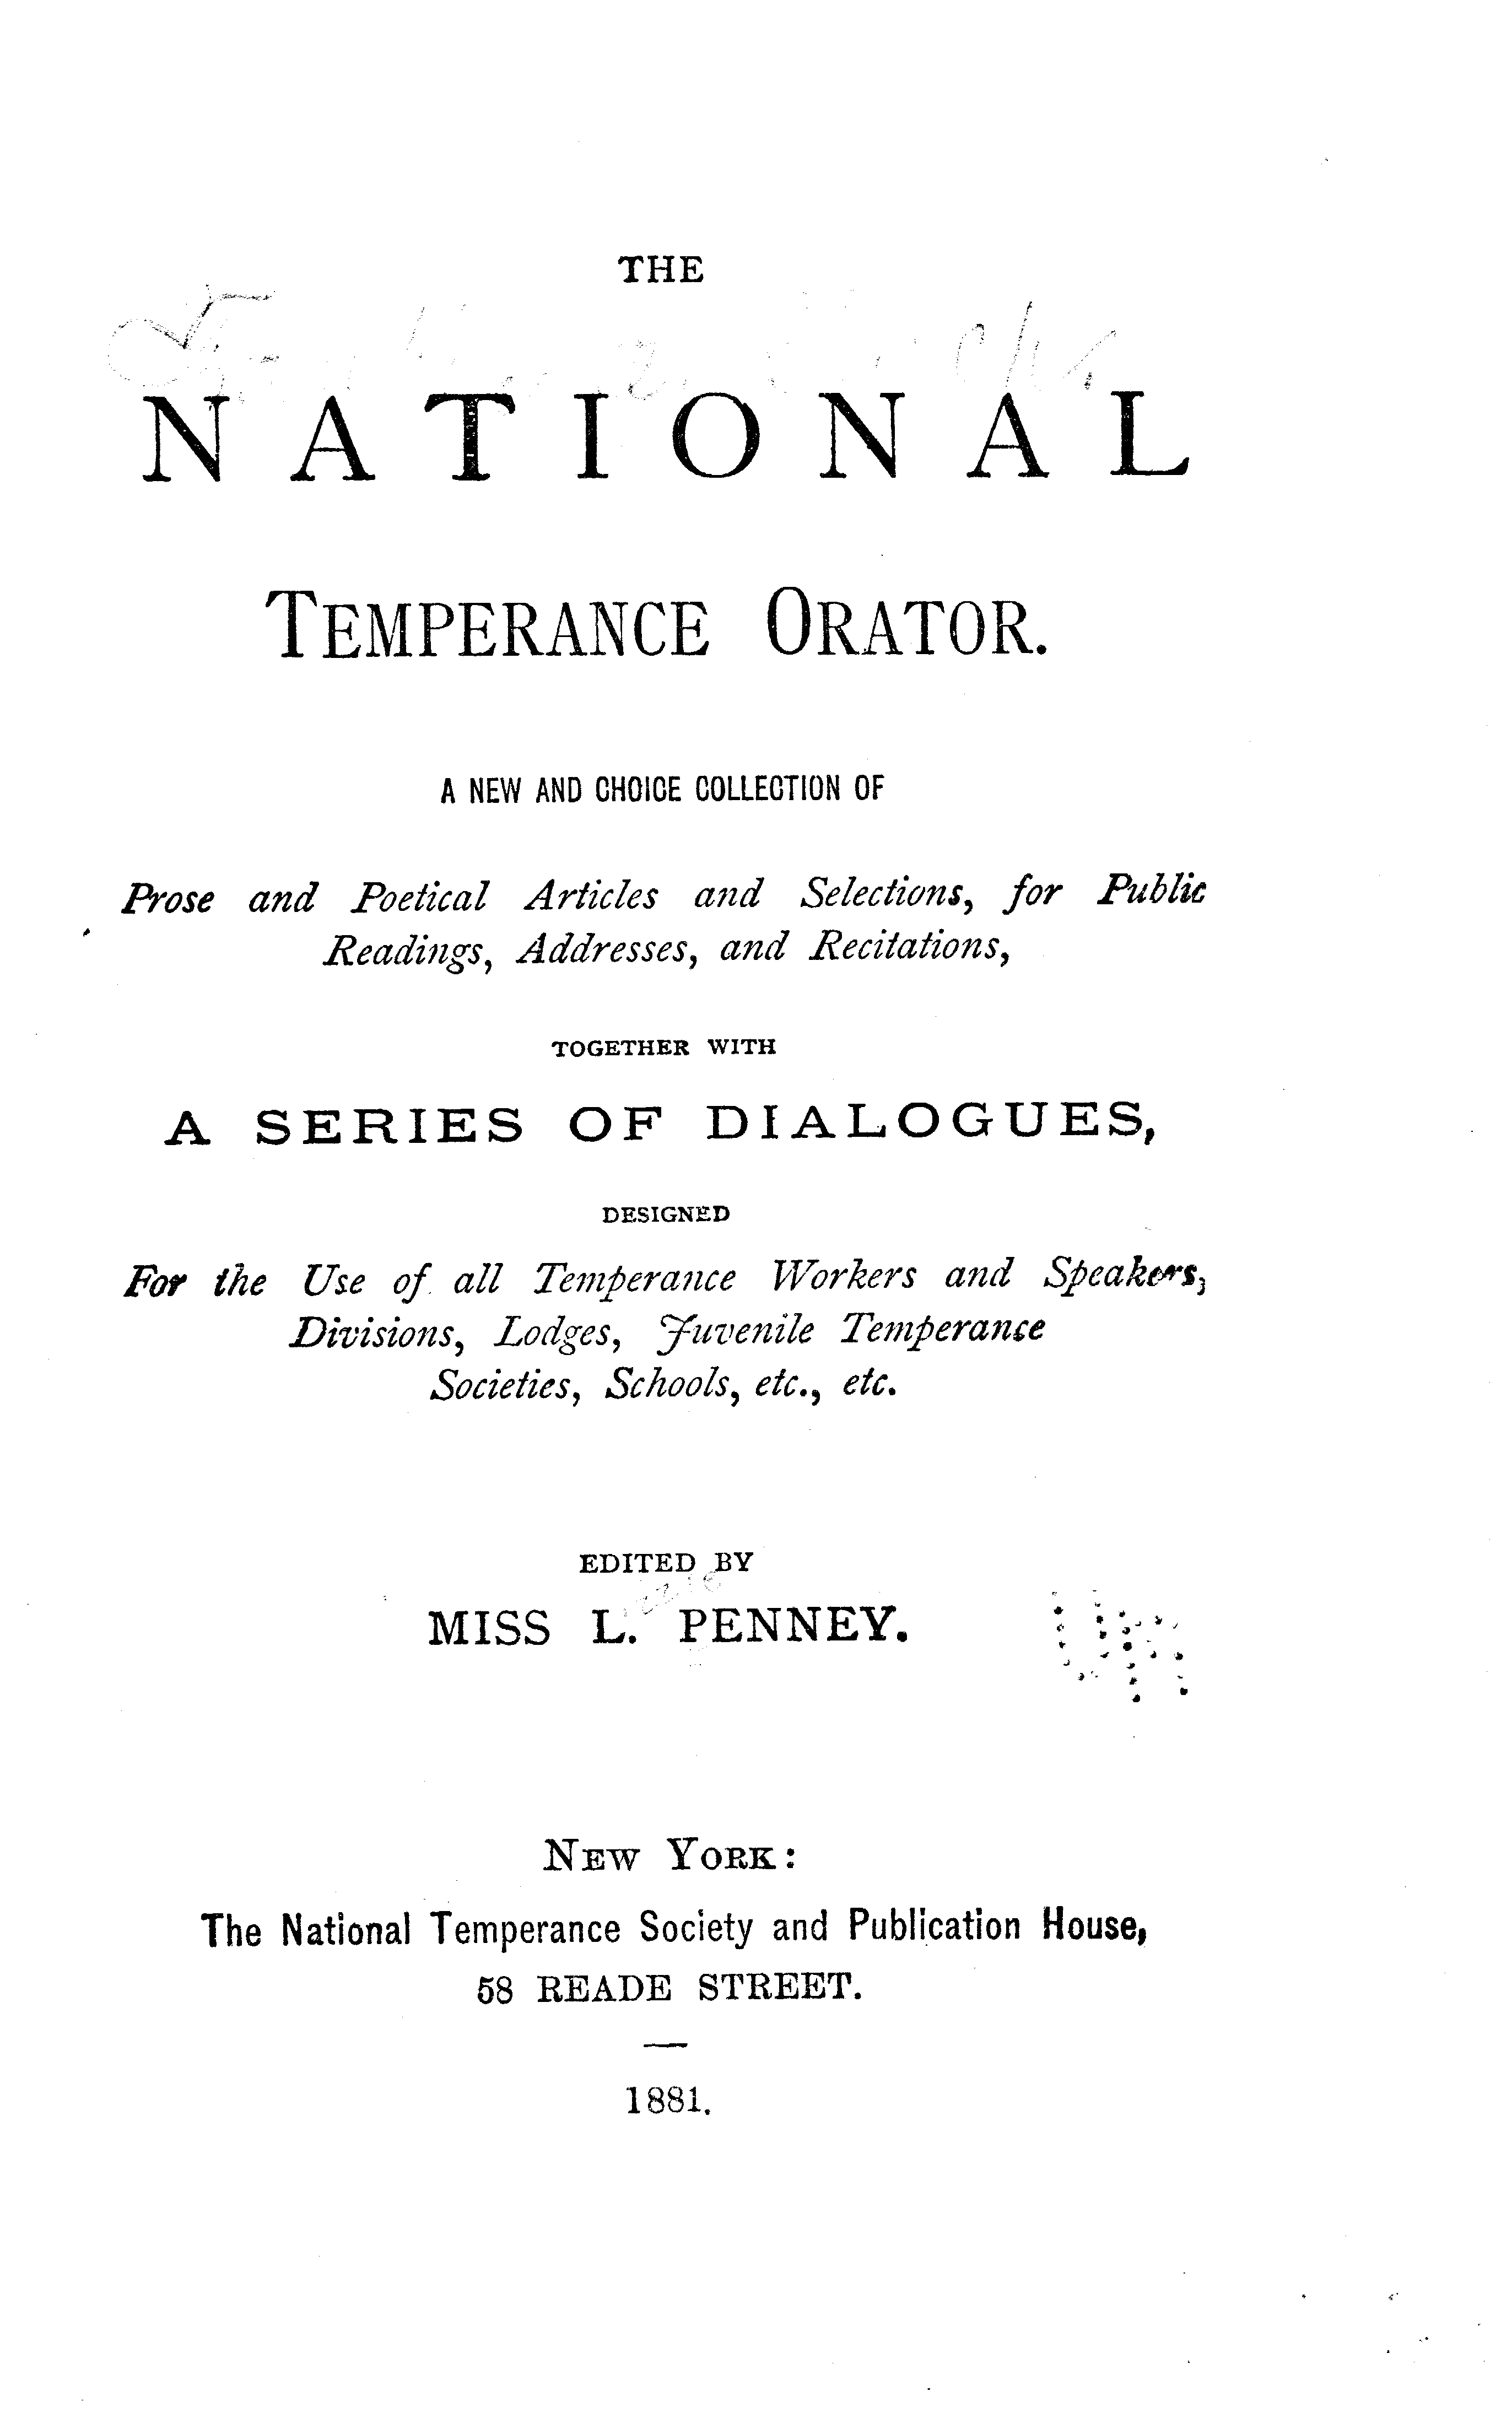 THE
NATIONAL
TEMPERANCE ORATOR.
A NEW AND CHOICE COLLECTION OF
Prose and Poetical Articles and Selections, for Public
Readings, Addresses, and Recitations,
TOGETHER WITH
A SERIES OF DIALOGUES,
DESIGNED
For the Use of all Temperance Workers and Speakers,
Divisions, Lodges, Juvenile Temperance
Societies, Schools, etc., etc.
EDITED BY
MISS L. PENNEY.
NEW YORK:
The National Temperance Society and Publication House,
58 READE STREET.
1881.